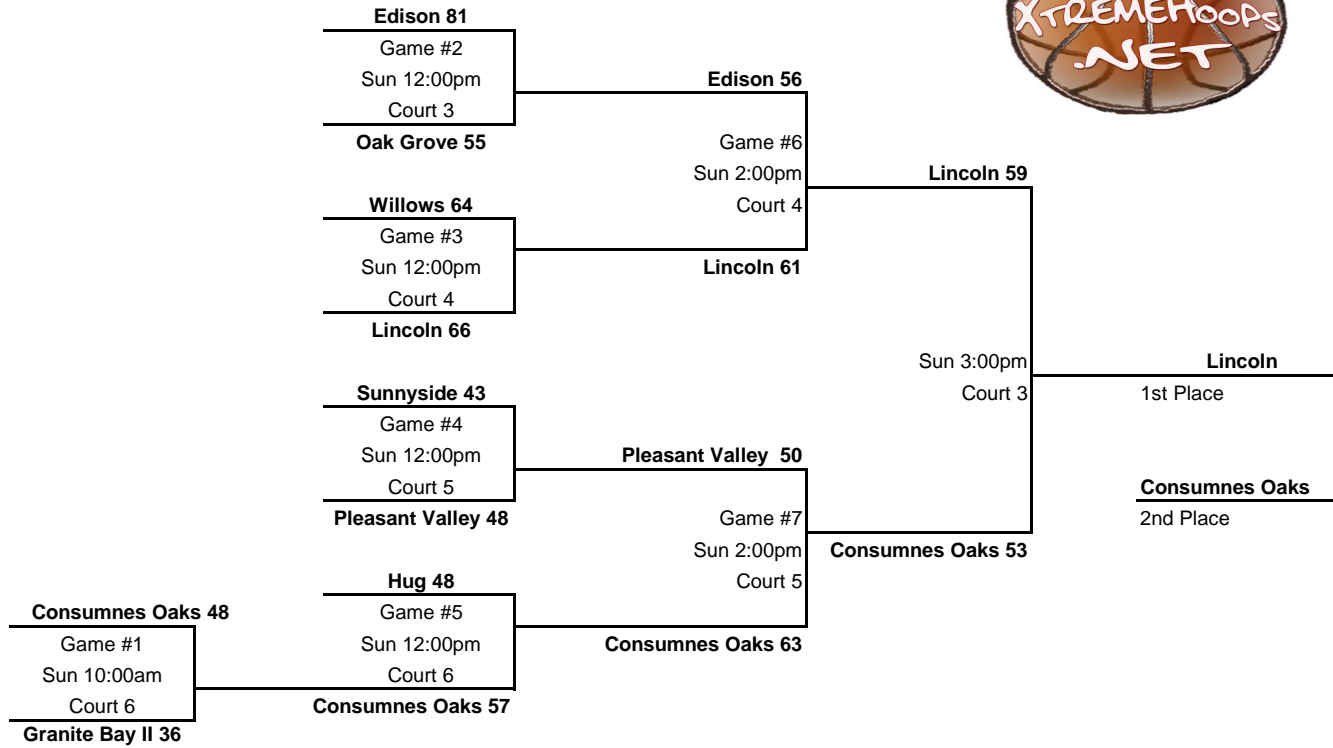 XTREMEHOOPS
.NET
Edison 81
Game #2
Sun 12:00pm
Court 3
Oak Grove 55
Willows 64
Game #3
Sun 12:00pm
Court 4
Lincoln 66
Sunnyside 43
Game #4
Sun 12:00pm
Court 5
Pleasant Valley 48
Hug 48
Game #5
Sun 12:00pm
Court 6
Consumnes Oaks 57
Consumnes Oaks 48
Game #1
Sun 10:00am
Court 6
Granite Bay II 36
Edison 56
Game #6
Sun 2:00pm
Court 4
Lincoln 61
Pleasant Valley  50
Game #7
Sun 2:00pm
Court 5
Consumnes Oaks 63
Lincoln 59
Sun 3:00pm
Court 3
Consumnes Oaks 53
Lincoln
1st Place
Consumnes Oaks
2nd Place